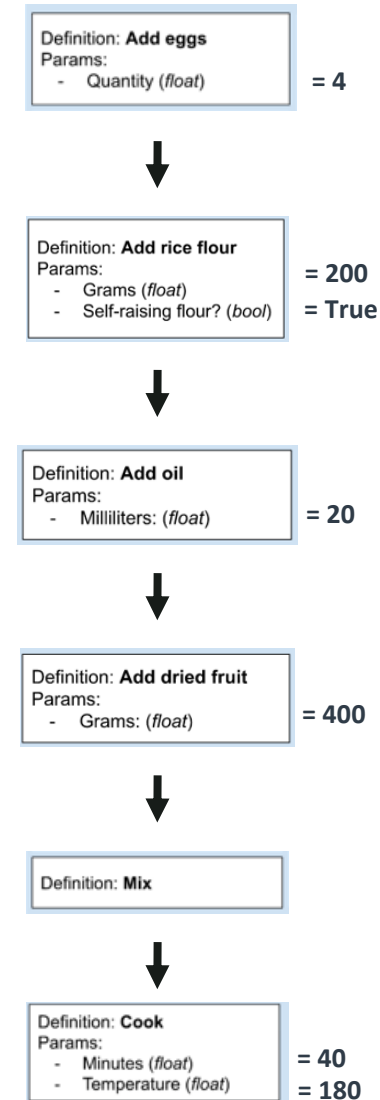 Definition: Add eggs
Params:
- Quantity (float)
= 4
Definition: Add rice flour
Params:
- Grams (float)
= 200
- Self-raising flour? (bool)
= True
Definition: Add oil
Params:
- Milliliters: (float)
= 20
Definition: Add dried fruit
Params:
- Grams: (float)
= 400
Definition: Mix
Definition: Cook
Params:
- Minutes (float)
= 40
- Temperature (float)
= 180